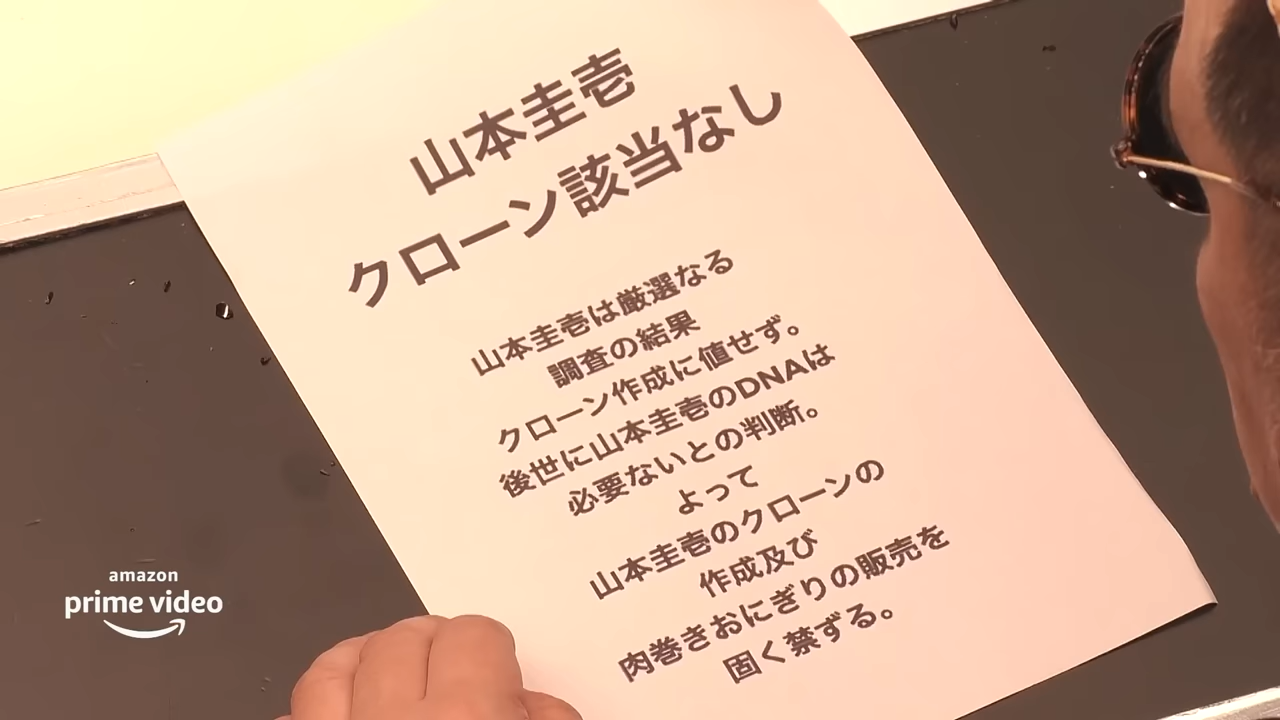 山本圭壱
クローン該当なし
山本圭壱は厳選なる
調査の結果
クローン作成に値せず。
後世に山本圭壱のDNAは
必要ないとの判断。
よって
山本圭壱のクローンの
作成及び
肉巻きおにぎりの販売を
固く禁ずる。
amazon
prime video